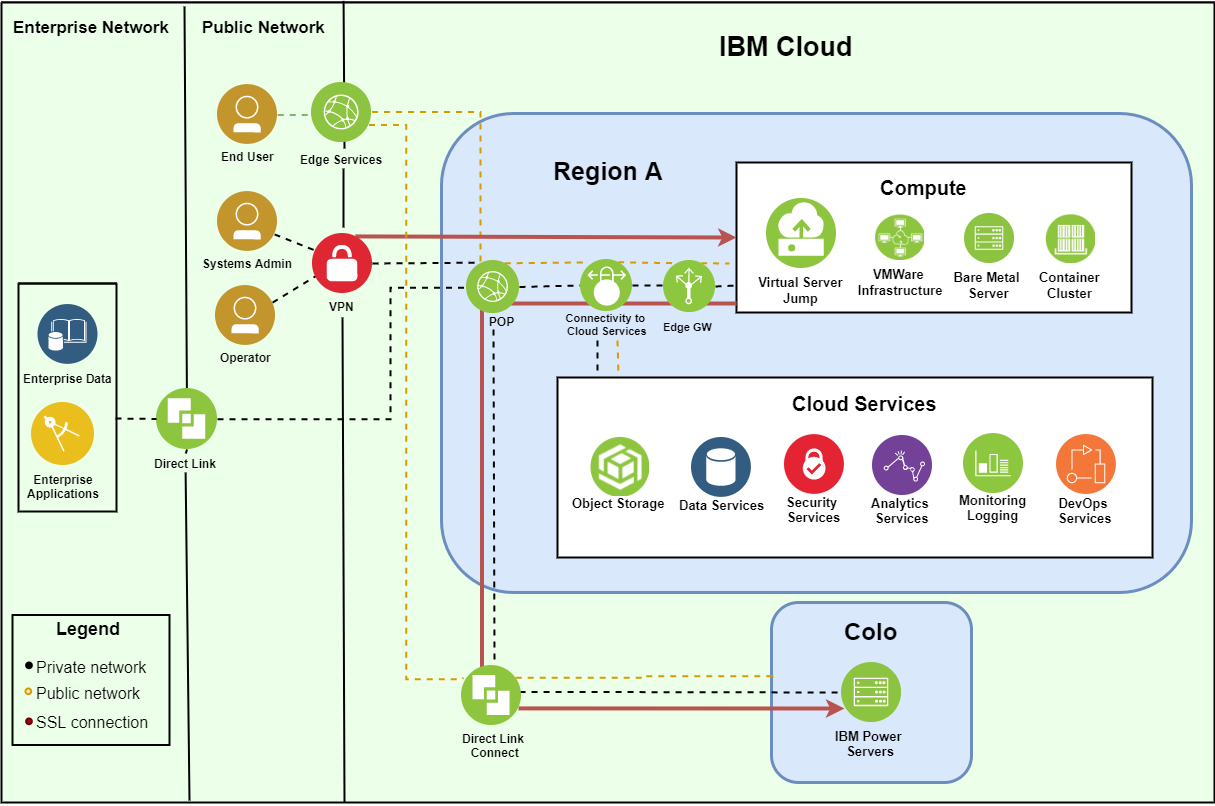 Enterprise Network
Public Network
IBM Cloud
End User
Edge Services
Region A
Compute
Systems Admin
VPN
Operator
POP
Connectivity to
Cloud Services
Edge GW
Virtual Server
Jump
VMWare
Infrastructure
Bare Metal
Server
Container
Cluster
Enterprise Data
Enterprise
Applications
Direct Link
Cloud Services
Object Storage
Data Services
Security
Services
Analytics
Services
Monitoring
Logging
DevOps
Services
Legend
Private network
Public network
SSL connection
Direct Link
Connect
Colo
IBM Power
Servers